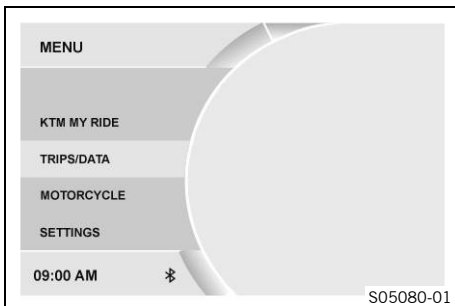 MENU
KTM MY RIDE
TRIPS/DATA
MOTORCYCLE
SETTINGS
09:00 AM
S05080-01